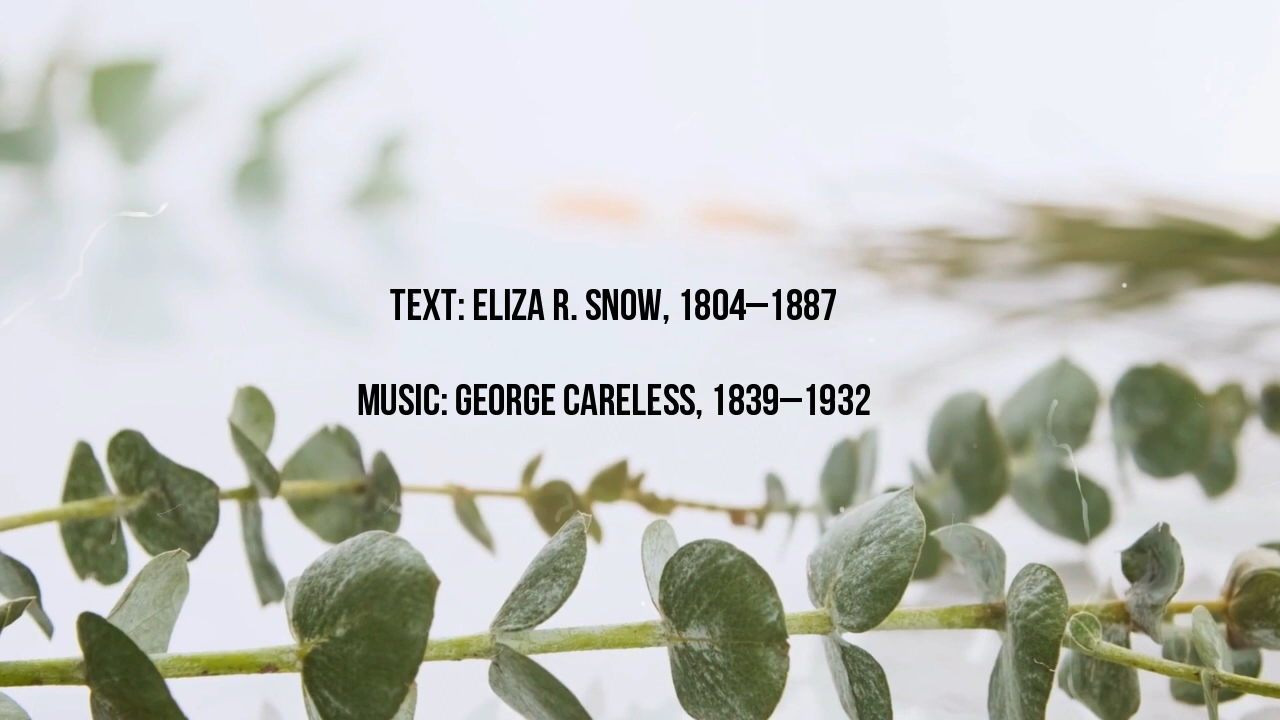 TEXT: ELIZA R. SNOW, 1804–1887
MUSIC: GEORGE CARELESS, 1839–1932